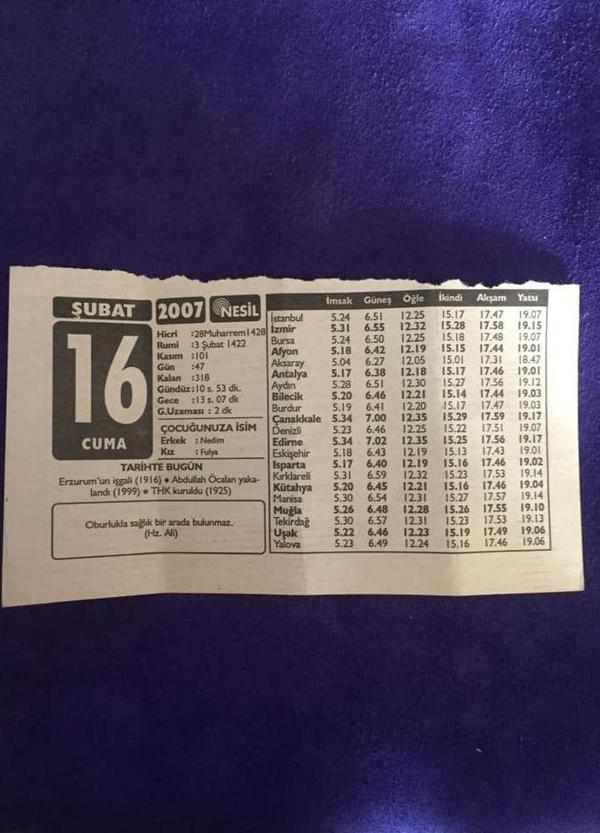 ŞUBAT
16
CUMA
2007 NESİL
Hicri :28Muharrem1428
Rumi :3 Şubat 1422
Kasım :101
Gün :47
Kalan :318
Gündüz:10 s. 53 dk.
Gece :13 s. 07 dk
G.Uzaması : 2 dk
ÇOCUĞUNUZA İSİM
Erkek : Nedim
Kız : Fulya
TARİHTE BUGÜN
Erzurum'un işgali (1916) • Abdullah Öcalan yaka-
landı (1999) • THK kuruldu (1925)
Oburlukla sağlık bir arada bulunmaz.
(Hz. Ali)
İmsak Güneş Öğle İkindi Akşam Yatsı
İstanbul 5.24 6.51 12.25 15.17 17.47 19.07
İzmir 5.31 6.55 12.32 15.28 17.58 19.15
Bursa 5.24 6.50 12.25 15.18 17.48 19.07
Afyon 5.18 6.42 12.19 15.15 17.44 19.01
Aksaray 5.04 6.27 12.05 15.01 17.31 18.47
Antalya 5.17 6.38 12.18 15.17 17.46 19.01
Aydın 5.28 6.51 12.30 15.27 17.56 19.12
Bilecik 5.20 6.46 12.21 15.14 17.44 19.03
Burdur 5.19 6.41 12.20 15.17 17.47 19.03
Çanakkale 5.34 7.00 12.35 15.29 17.59 19.17
Denizli 5.23 6.46 12.25 15.22 17.51 19.07
Edirne 5.34 7.02 12.35 15.25 17.56 19.17
Eskişehir 5.18 6.43 12.19 15.13 17.43 19.01
Isparta 5.17 6.40 12.19 15.16 17.46 19.02
Kırklareli 5.31 6.59 12.32 15.23 17.53 19.14
Kütahya 5.20 6.45 12.21 15.16 17.46 19.04
Manisa 5.30 6.54 12.31 15.27 17.57 19.14
Muğla 5.26 6.48 12.28 15.26 17.55 19.10
Tekirdağ 5.30 6.57 12.31 15.23 17.53 19.13
Uşak 5.22 6.46 12.23 15.19 17.49 19.06
Yalova 5.23 6.49 12.24 15.16 17.46 19.06